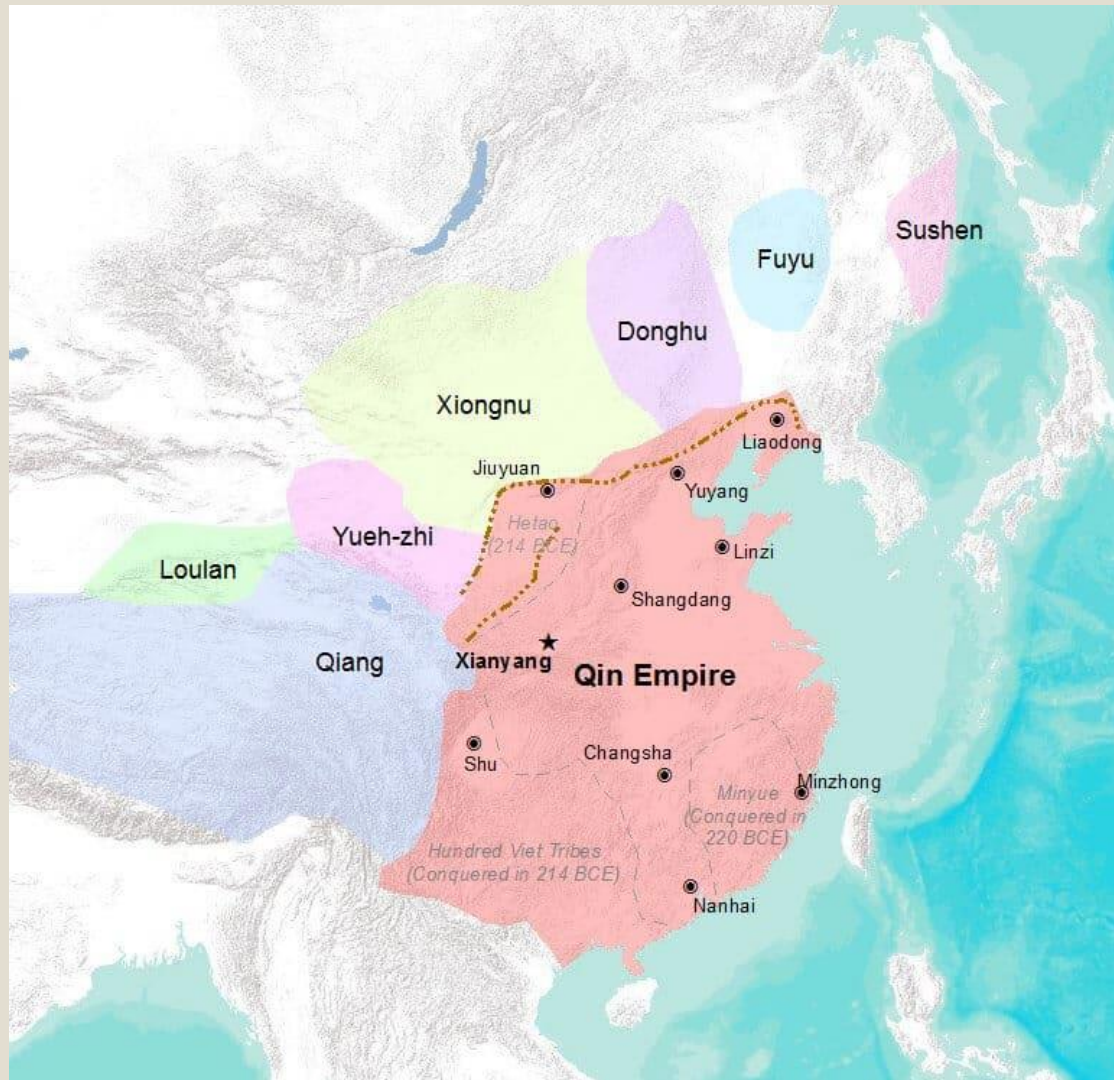 Sushen
Fuyu
Donghu
Xiongnu
Liaodong
Jiuyuan
Yuyang
Hetao
(214 BCE)
Yueh-zhi
Linzi
Loulan
Shangdang
Qiang
Xianyang
Qin Empire
Changsha
Shu
Minzhong
Minyue
(Conquered in
220 BCE)
Hundred Viet Tribes
(Conquered in 214 BCE)
Nanhai